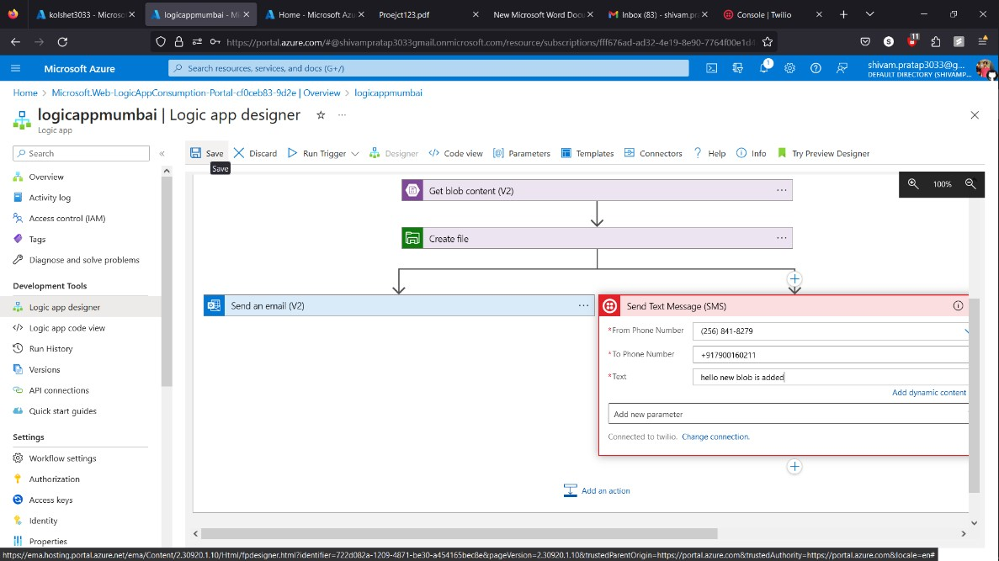 kolshet3033 - Microso
logicappmumbai - Mi
Home - Microsoft Azu
Proejct123.pdf
New Microsoft Word Docu
Inbox (83) - shivam.pra
Console | Twilio
https://portal.azure.com/#@shivampratap3033gmail.onmicrosoft.com/resource/subscriptions/fff676ad-ad32-4e19-8e90-7764f00e1d4
11
Microsoft Azure
Search resources, services, and docs (G+/)
1
shivam.pratap3033@g...
DEFAULT DIRECTORY (SHIVAMP...
Home > Microsoft.Web-LogicAppConsumption-Portal-cf0ceb83-9d2e | Overview > logicappmumbai
logicappmumbai | Logic app designer
Logic app
Search
Save
Discard
Run Trigger
Designer
Code view
Parameters
Templates
Connectors
Help
Info
Try Preview Designer
Save
Overview
Activity log
Access control (IAM)
Tags
Diagnose and solve problems
Development Tools
Logic app designer
Logic app code view
Run History
Versions
API connections
Quick start guides
Settings
Workflow settings
Authorization
Access keys
Identity
Properties
100%
Get blob content (V2)
Create file
Send an email (V2)
Send Text Message (SMS)
*From Phone Number
(256) 841-8279
*To Phone Number
+917900160211
*Text
hello new blob is added
Add dynamic content
Add new parameter
Connected to twilio. Change connection.
Add an action
https://ema.hosting.portal.azure.net/ema/Content/2.30920.1.10/Html/fpdesigner.html?identifier=722d082a-1209-4871-be30-a454165bec8e&pageVersion=2.30920.1.10&trustedParentOrigin=https://portal.azure.com&trustedAuthority=https://portal.azure.com&locale=en#